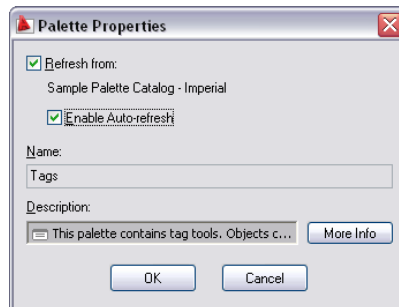 Palette Properties
Refresh from:
Sample Palette Catalog - Imperial
Enable Auto-refresh
Name:
Tags
Description:
This palette contains tag tools. Objects c...
More Info
OK
Cancel